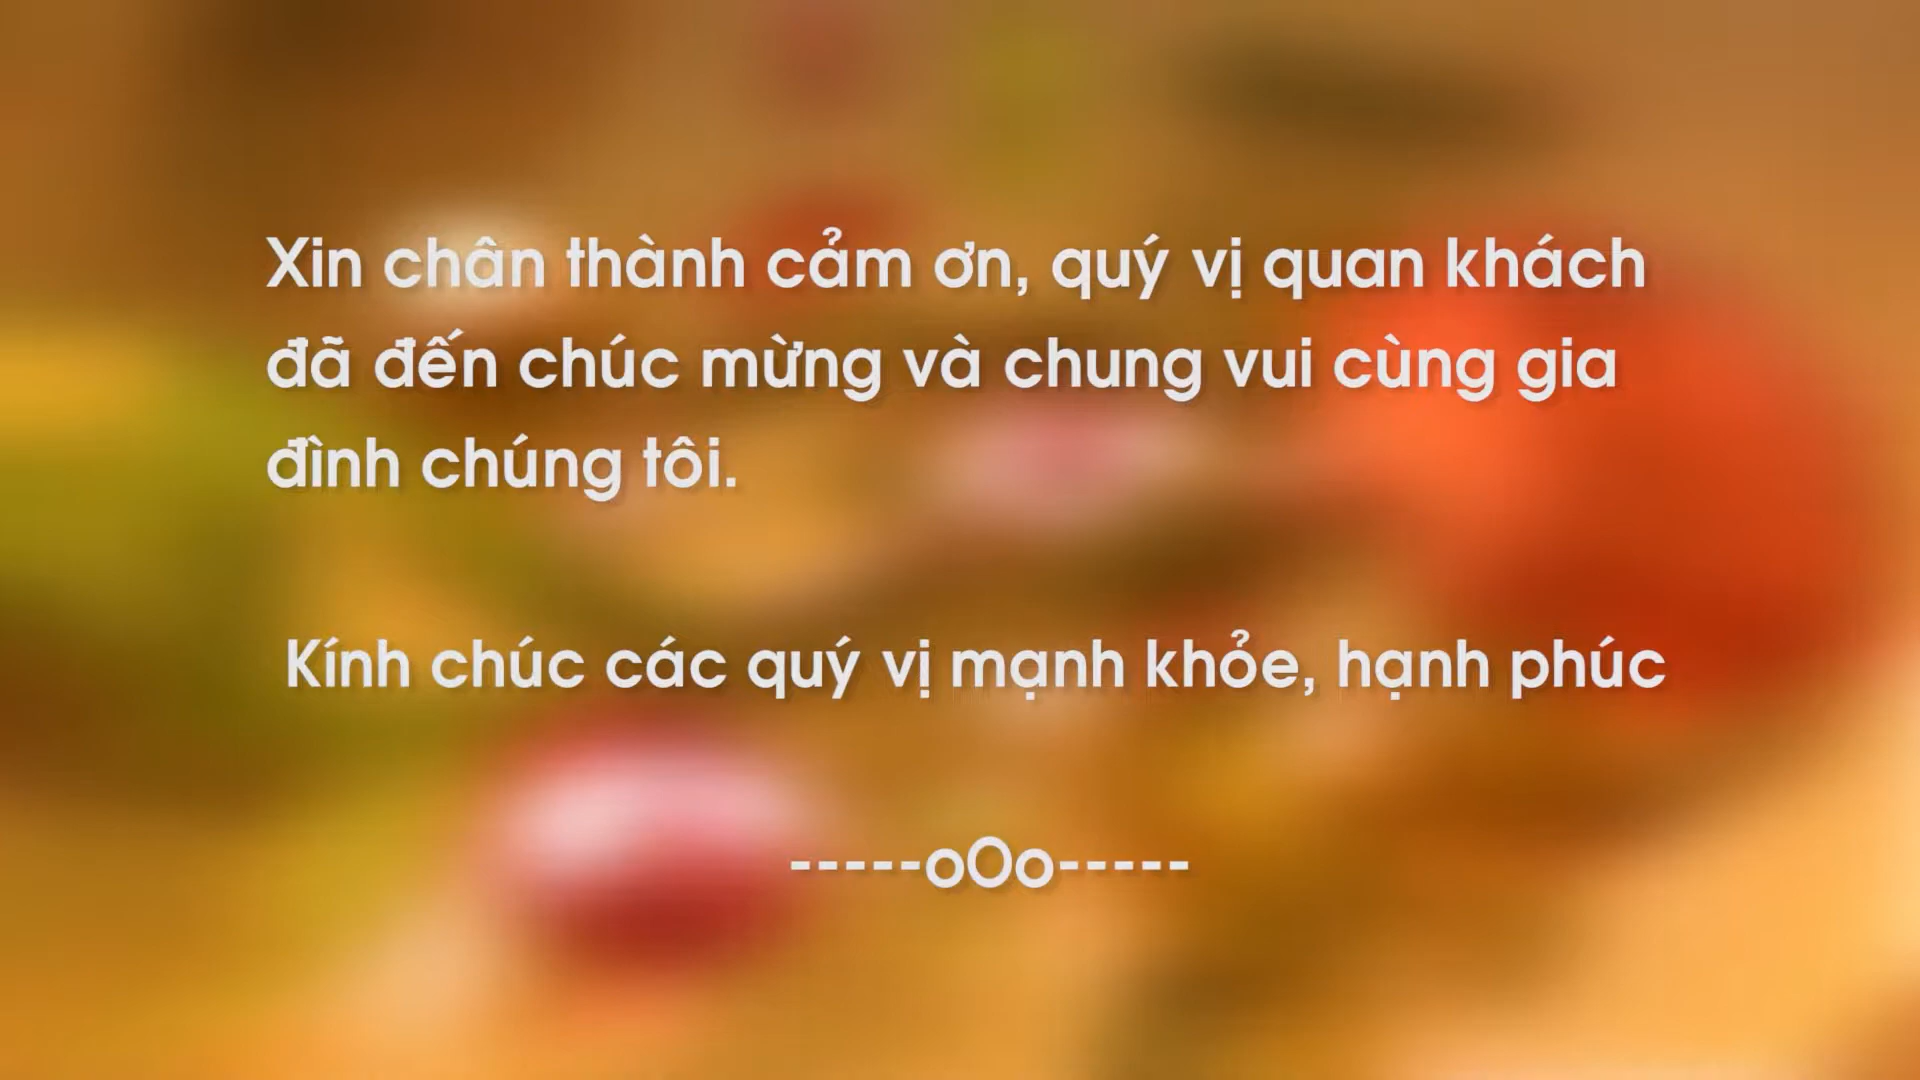 Xin chân thành cảm ơn, quý vị quan khách
đã đến chúc mừng và chung vui cùng gia
đình chúng tôi.
Kính chúc các quý vị mạnh khỏe, hạnh phúc
-----oOo-----